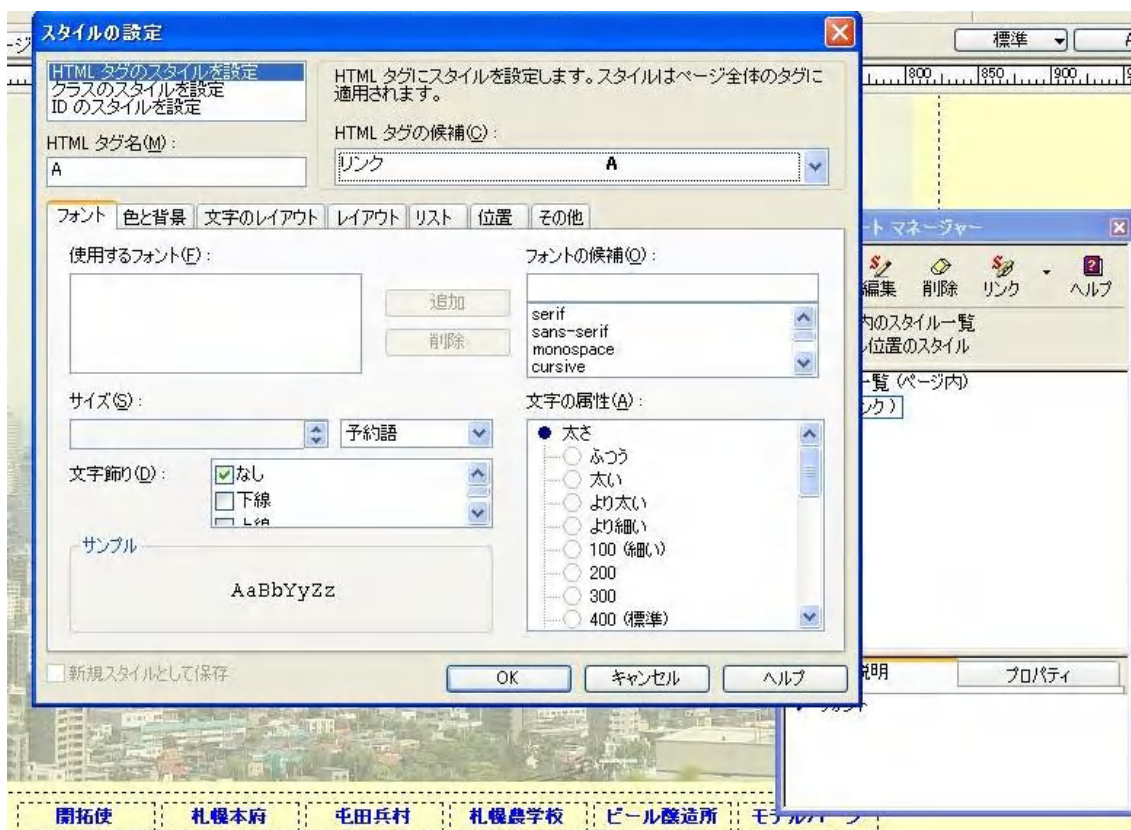 スタイルの設定
標準
HTML タグのスタイルを設定
クラスのスタイルを設定
ID のスタイルを設定
HTML タグにスタイルを設定します。スタイルはページ全体のタグに
適用されます。
800 850 900
HTML タグ名(M):
A
HTML タグの候補(C):
リンク A
フォント 色と背景 文字のレイアウト レイアウト リスト 位置 その他
使用するフォント(F):
追加
削除
フォントの候補(O):
serif
sans-serif
monospace
cursive
サイズ(S):
予約語
文字飾り(D):
なし
下線
上線
文字の属性(A):
太さ
ふつう
太い
より太い
より細い
100 (細い)
200
300
400 (標準)
サンプル
AaBbYyZz
新規スタイルとして保存
OK キャンセル ヘルプ
ート マネージャー
編集 削除 リンク ヘルプ
内のスタイル一覧
ル位置のスタイル
一覧 (ページ内)
ンク)
説明 プロパティ
開拓使 札幌本府 屯田兵村 札幌農学校 ビール醸造所